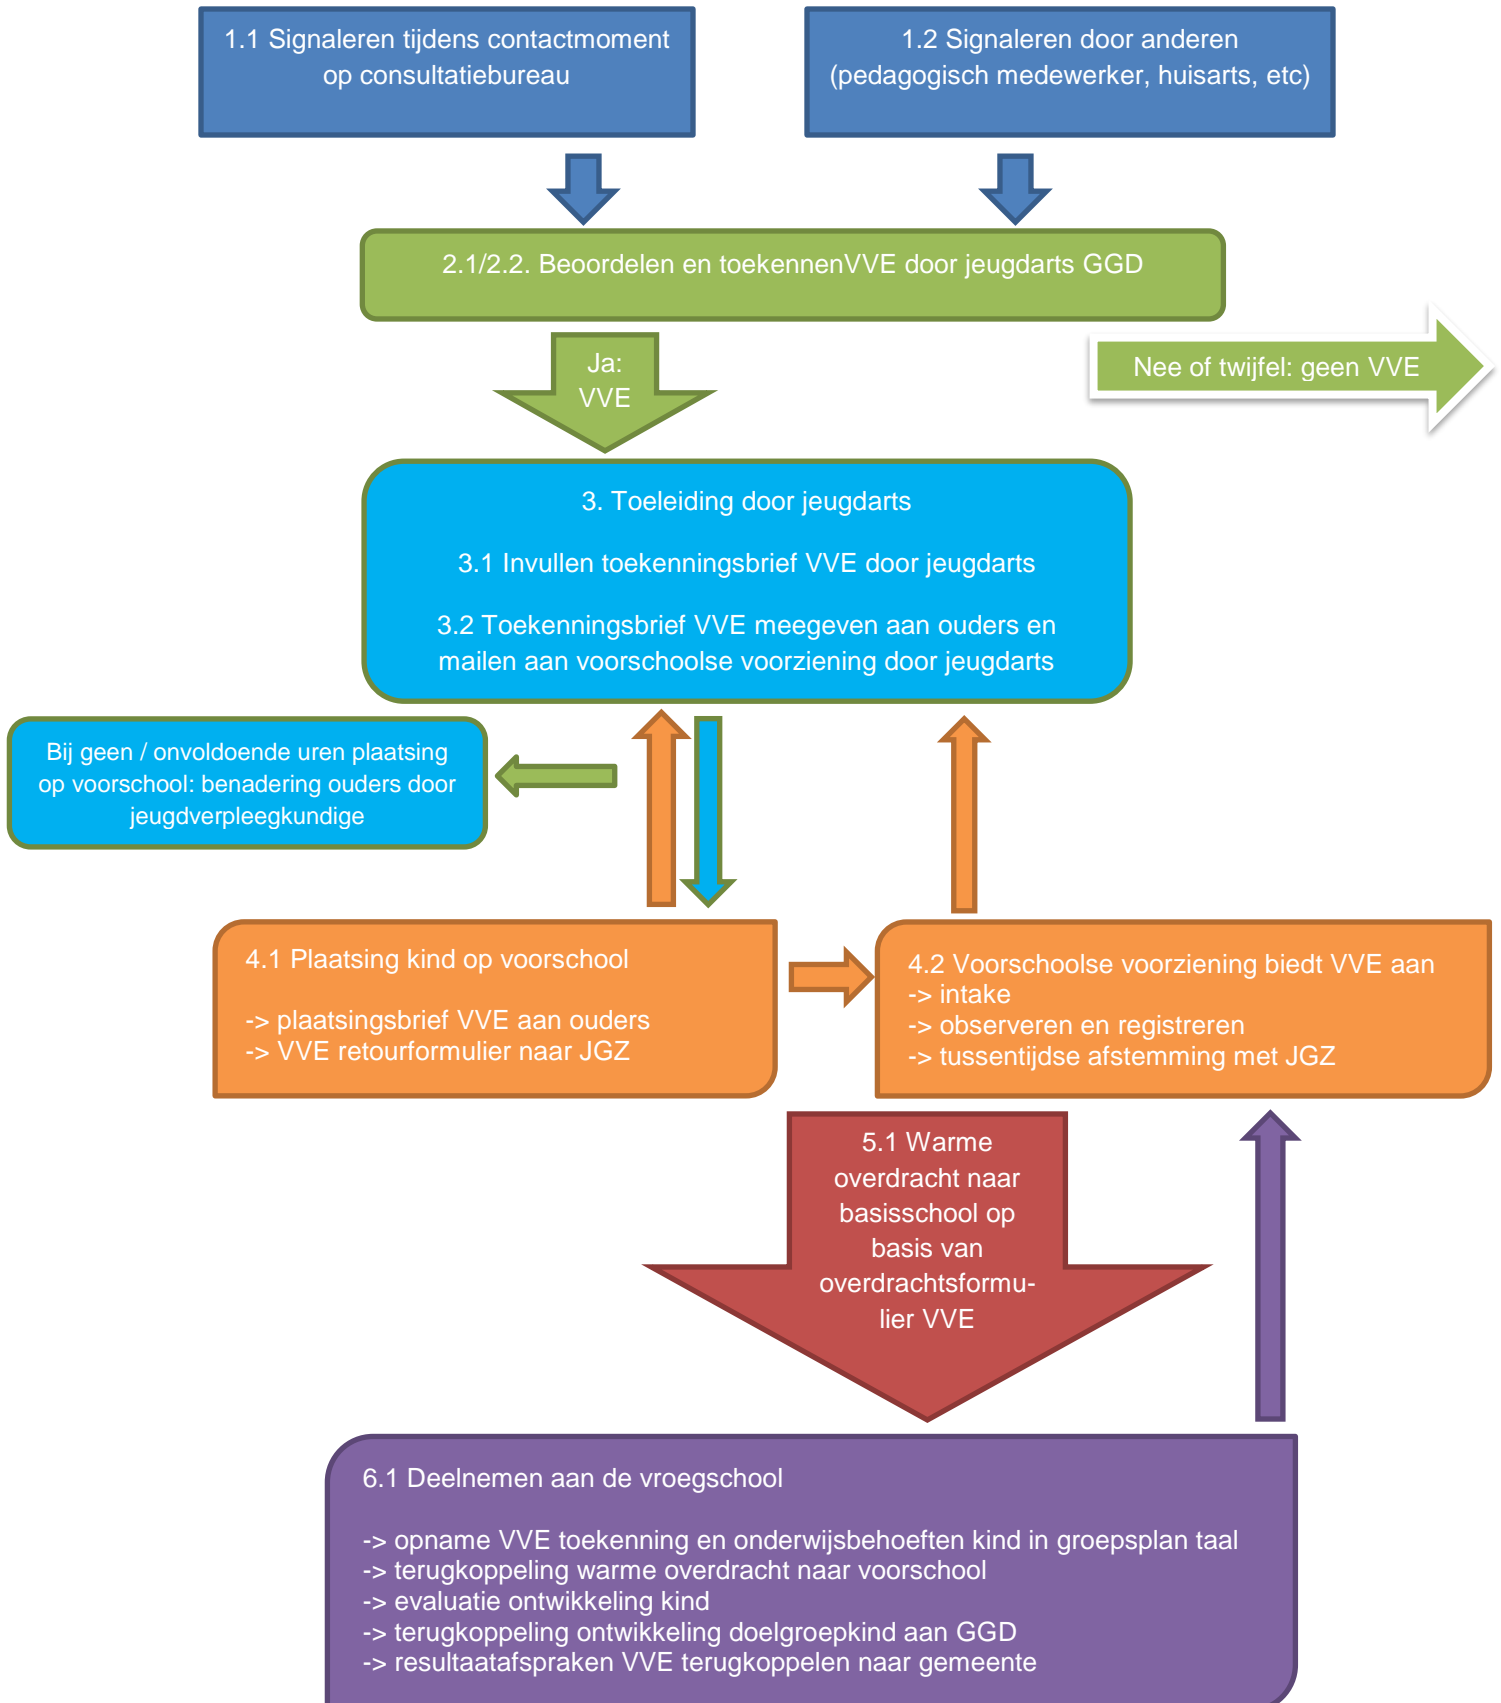 1.1 Signaleren tijdens contactmoment
op consultatiebureau
1.2 Signaleren door anderen
(pedagogisch medewerker, huisarts, etc)
2.1/2.2. Beoordelen en toekennenVVE door jeugdarts GGD
Ja:
VVE
Nee of twijfel: geen VVE
3. Toeleiding door jeugdarts
3.1 Invullen toekenningsbrief VVE door jeugdarts
3.2 Toekenningsbrief VVE meegeven aan ouders en
mailen aan voorschoolse voorziening door jeugdarts
Bij geen / onvoldoende uren plaatsing
op voorschool: benadering ouders door
jeugdverpleegkundige
4.1 Plaatsing kind op voorschool
-> plaatsingsbrief VVE aan ouders
-> VVE retourformulier naar JGZ
4.2 Voorschoolse voorziening biedt VVE aan
-> intake
-> observeren en registreren
-> tussentijdse afstemming met JGZ
5.1 Warme
overdracht naar
basisschool op
basis van
overdrachtsformu-
lier VVE
6.1 Deelnemen aan de vroegschool
-> opname VVE toekenning en onderwijsbehoeften kind in groepsplan taal
-> terugkoppeling warme overdracht naar voorschool
-> evaluatie ontwikkeling kind
-> terugkoppeling ontwikkeling doelgroepkind aan GGD
-> resultaatafspraken VVE terugkoppelen naar gemeente